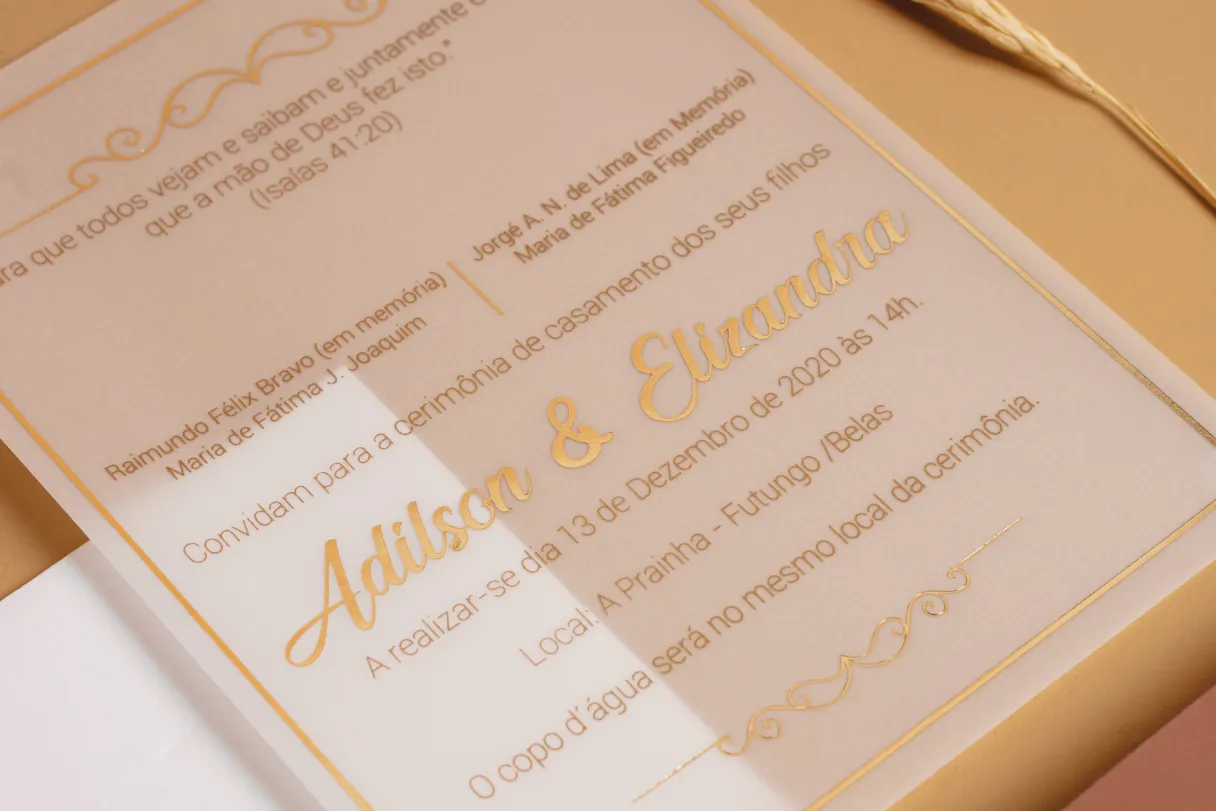 que todos vejam e saibam e juntamente
que a mão de Deus fez isto."
(Isaías 41:20)
Raimundo Félix Bravo (em memória)
Maria de Fátima J. Joaquim
Jorgé A. N. de Lima (em Memória)
Maria de Fátima Figueiredo
Convidam para a cerimônia de casamento dos seus filhos
Adilson & Elizandra
A realizar-se dia 13 de Dezembro de 2020 às 14h.
Local: A Prainha - Futungo /Belas
O copo d´água será no mesmo local da cerimônia.